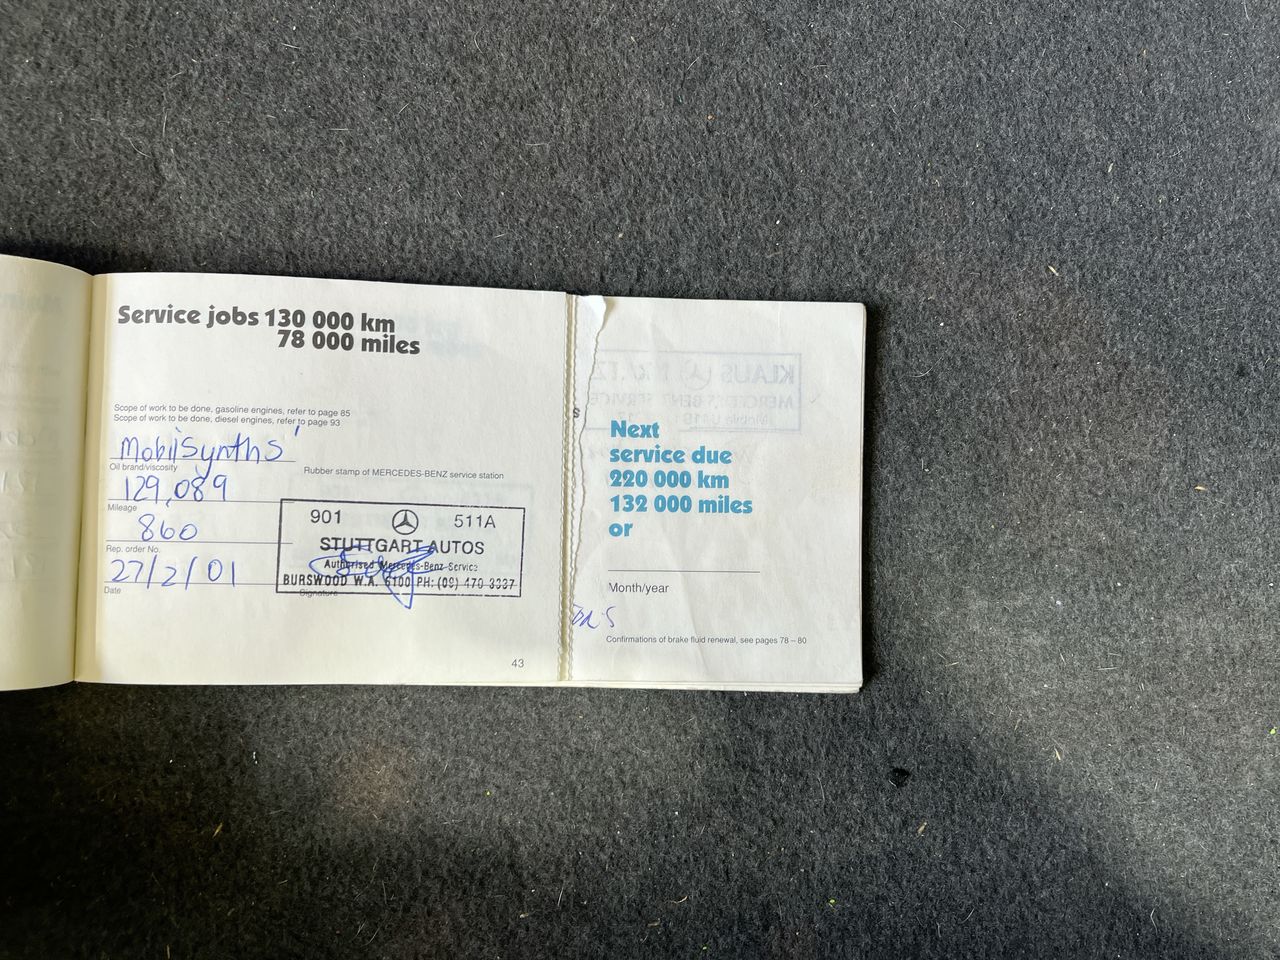 Service jobs 130 000 km
78 000 miles
Scope of work to be done, gasoline engines, refer to page 85
Scope of work to be done, diesel engines, refer to page 93
Oil brand/viscosity
Rubber stamp of MERCEDES-BENZ service station
129,089
Mileage
860
Rep. order No.
27/2/01
Date
901 511A
STUTTGART AUTOS
Authorised Mercedes-Benz Service
BURSWOOD W.A. 6100 PH: (09) 470 3337
Signature
43
KLAUS
Next
service due
220 000 km
132 000 miles
or
Month/year
Confirmations of brake fluid renewal, see pages 78 – 80